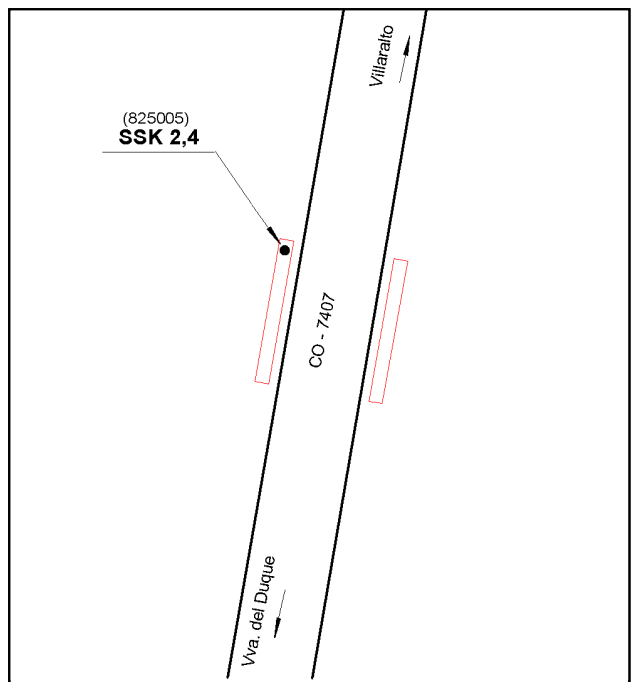 Villaralto
(825005)
SSK 2,4
CO - 7407
Vva. del Duque